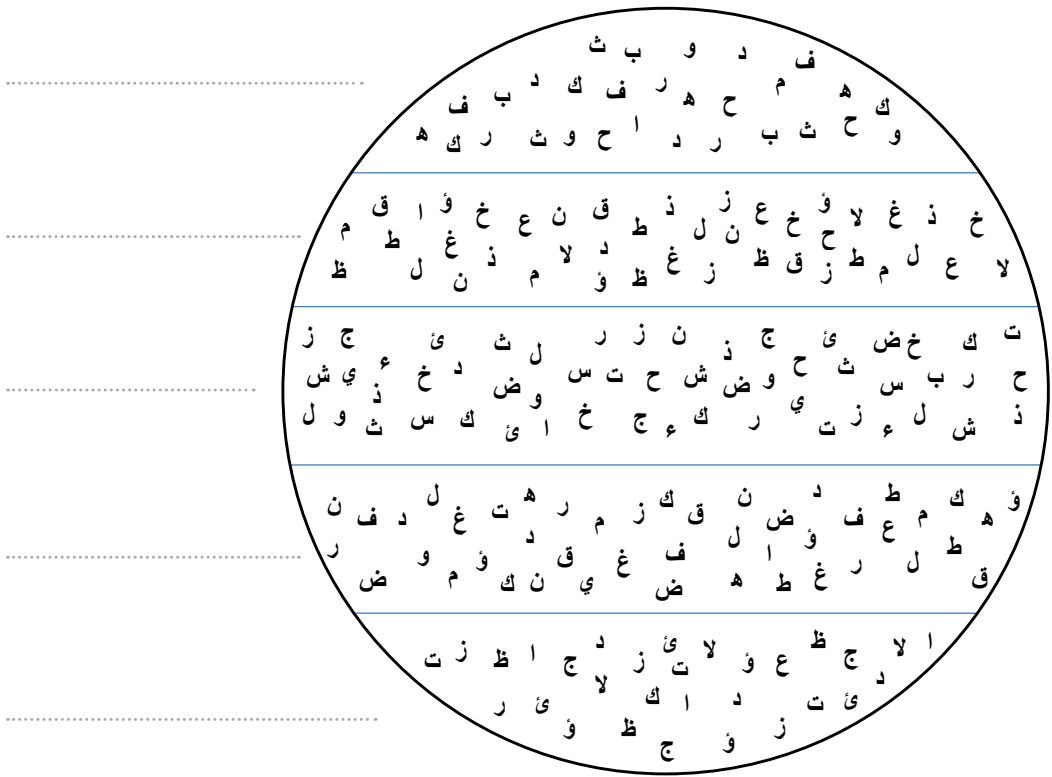 ف د و ب ث
ك ه م ح ه ر ف ك د ب ف
و ح ث ب ر د ا ح و ث ر ك ه
خ ذ غ لا ؤ خ ع ز ذ ط ق ن ع خ ؤ ا ق م
لا ع ل م ط ح ز ق ظ ن ز ل غ ظ د ؤ لا م ذ ن غ ل ط ظ
ت ك خ ض ئ ج ذ ن ز ر ل ث ئ ج ز
ح ر ب س ث ح و ض ش ح ت س و ض د خ ء ذ ي ش
ذ ش ل ء ز ت ي ر ك ء ج خ ا ئ ك س ث و ل
ؤ ه ك م ط ع ف د ض ن ق ك ز م ر ه ت غ ل د ف ن
ق ط ل ر غ ؤ ا ط ل ه ف ض غ ي ق ن د ك ؤ م و ض ر
ا لا ج ظ ع ؤ لا ت ئ ز د ج ا ظ ز ت
د ئ ت د ا ك لا ئ ر
ز ؤ ج ظ ؤ